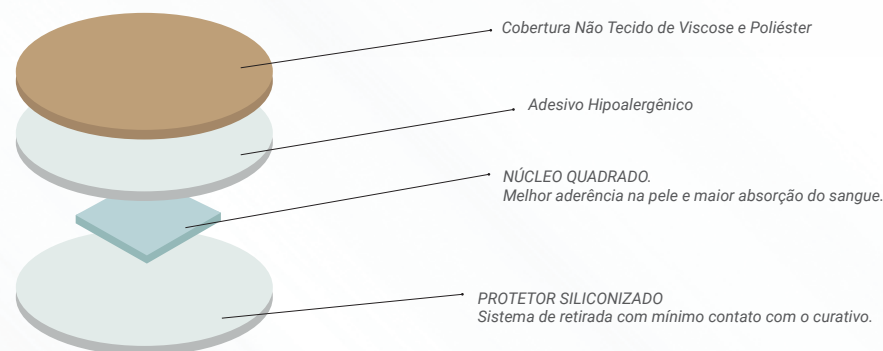 Cobertura Não Tecido de Viscose e Poliéster
Adesivo Hipoalergênico
NÚCLEO QUADRADO.
Melhor aderência na pele e maior absorção do sangue.
PROTETOR SILICONIZADO
Sistema de retirada com mínimo contato com o curativo.